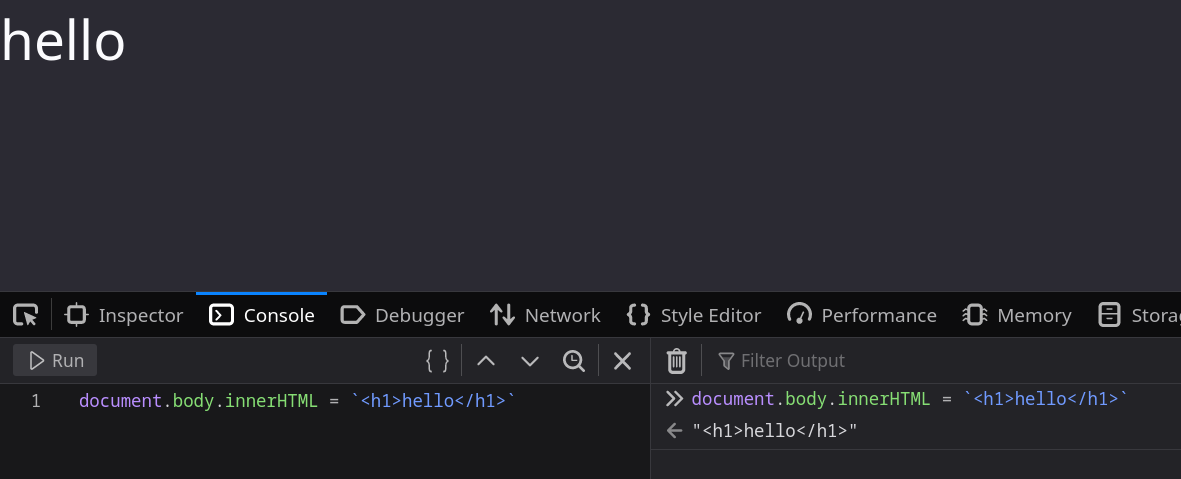 hello
Inspector Console Debugger Network Style Editor Performance Memory
Run { } Filter Output
1 document.body.innerHTML = `<h1>hello</h1>`
» document.body.innerHTML = `<h1>hello</h1>`
← "<h1>hello</h1>"